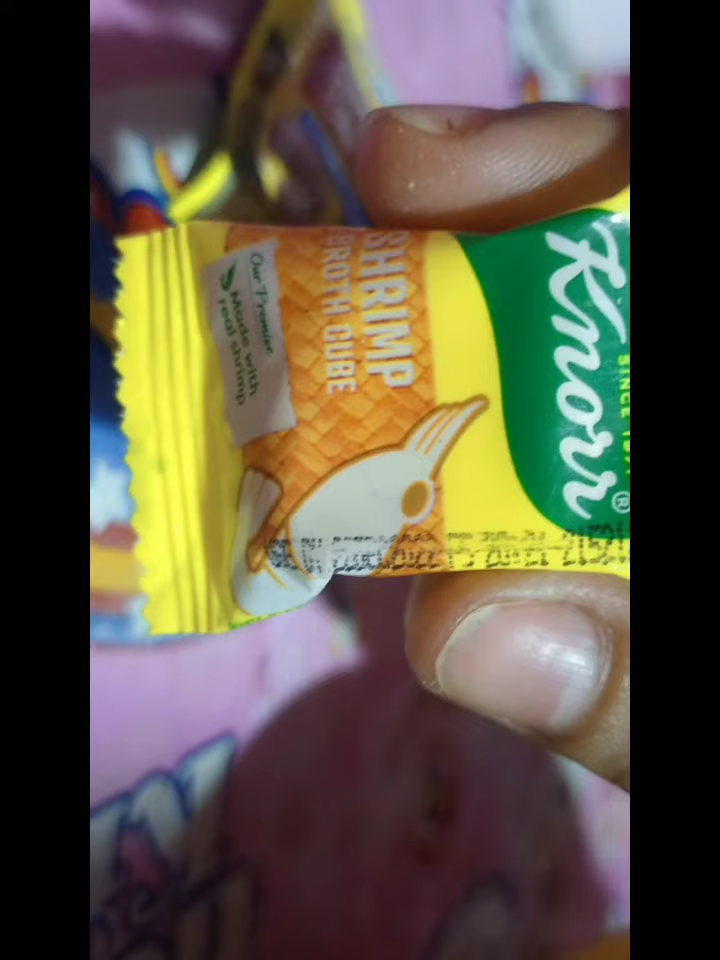 Knorr®
SHRIMP
BROTH CUBE
Our Promise
Made with
real shrimp
SINCE